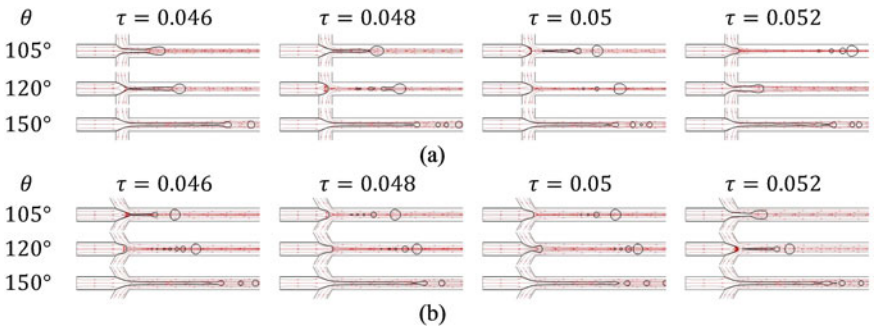 θ τ = 0.046 τ = 0.048 τ = 0.05 τ = 0.052
105°
120°
150°
(a)
θ τ = 0.046 τ = 0.048 τ = 0.05 τ = 0.052
105°
120°
150°
(b)